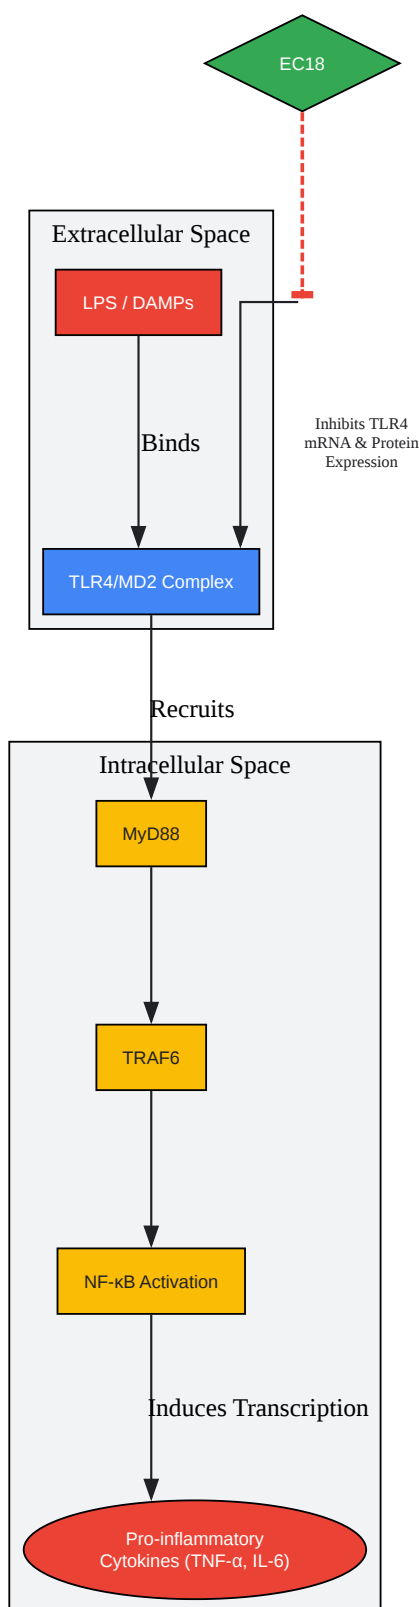 EC18
Extracellular Space
LPS / DAMPs
Binds
Inhibits TLR4
mRNA & Protein
Expression
TLR4/MD2 Complex
Recruits
Intracellular Space
MyD88
TRAF6
NF-κB Activation
Induces Transcription
Pro-inflammatory
Cytokines (TNF-α, IL-6)